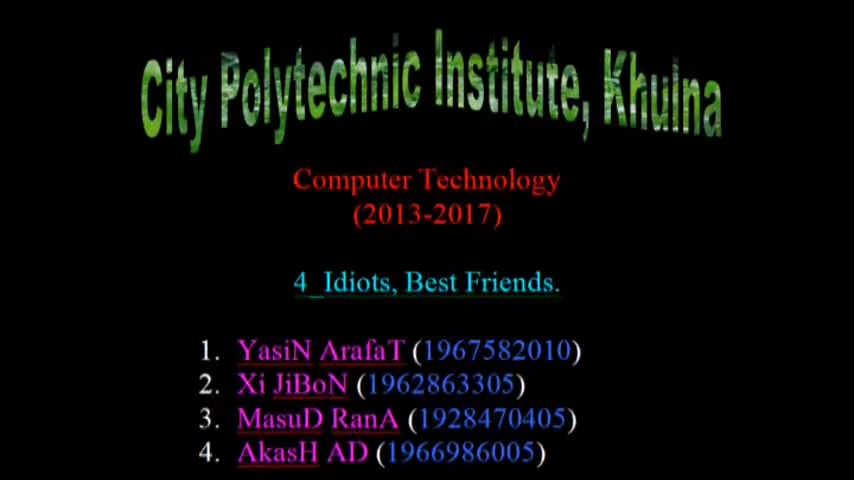 City Polytechnic Institute, Khulna
Computer Technology
(2013-2017)
4_Idiots, Best Friends.
1. YasiN ArafaT (1967582010)
2. Xi JiBoN (1962863305)
3. MasuD RanA (1928470405)
4. AkasH AD (1966986005)